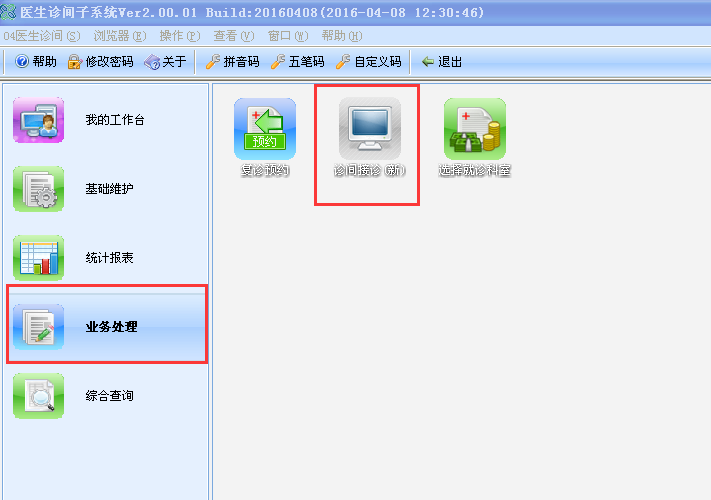 医生诊间子系统Ver2.00.01 Build:20160408(2016-04-08 12:30:46)
04医生诊间(S) 浏览器(E) 操作(P) 查看(V) 窗口(W) 帮助(H)
帮助 修改密码 关于 拼音码 五笔码 自定义码 退出
我的工作台
基础维护
统计报表
业务处理
综合查询
预约
复诊预约 诊间接诊(新) 选择就诊科室